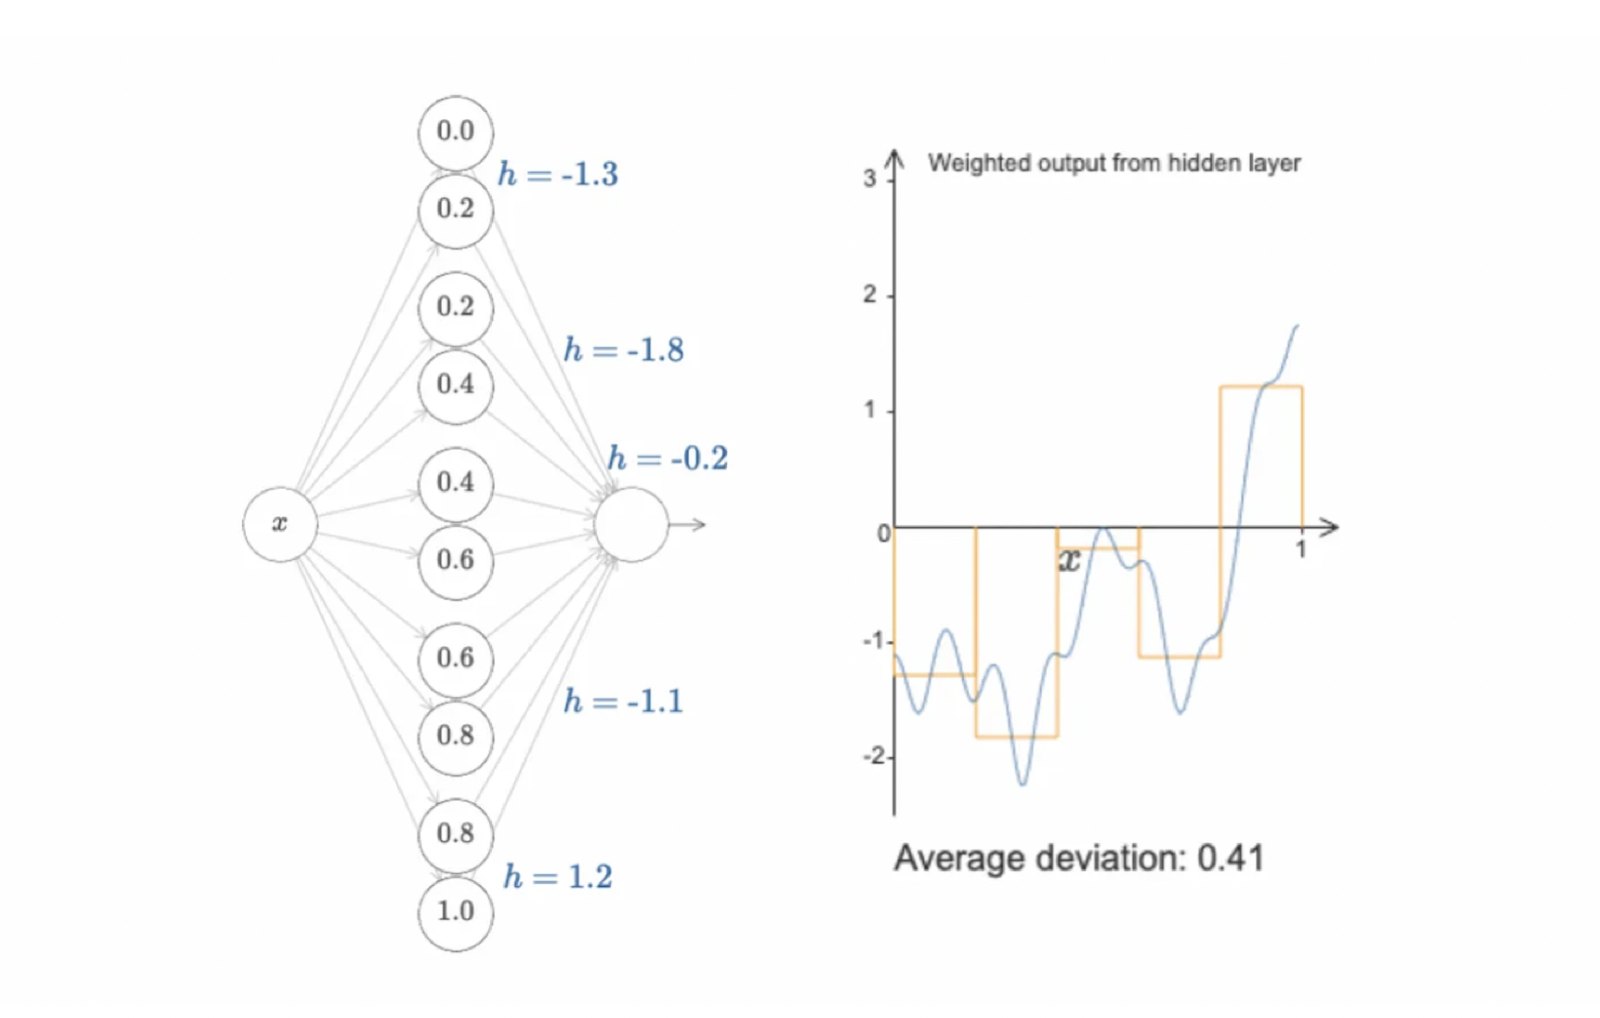 0.0
h = -1.3
0.2
0.2
h = -1.8
0.4
0.4
h = -0.2
x
0.6
0.6
h = -1.1
0.8
0.8
h = 1.2
1.0
Weighted output from hidden layer
3
2
1
0
1
x
-1
-2
Average deviation: 0.41